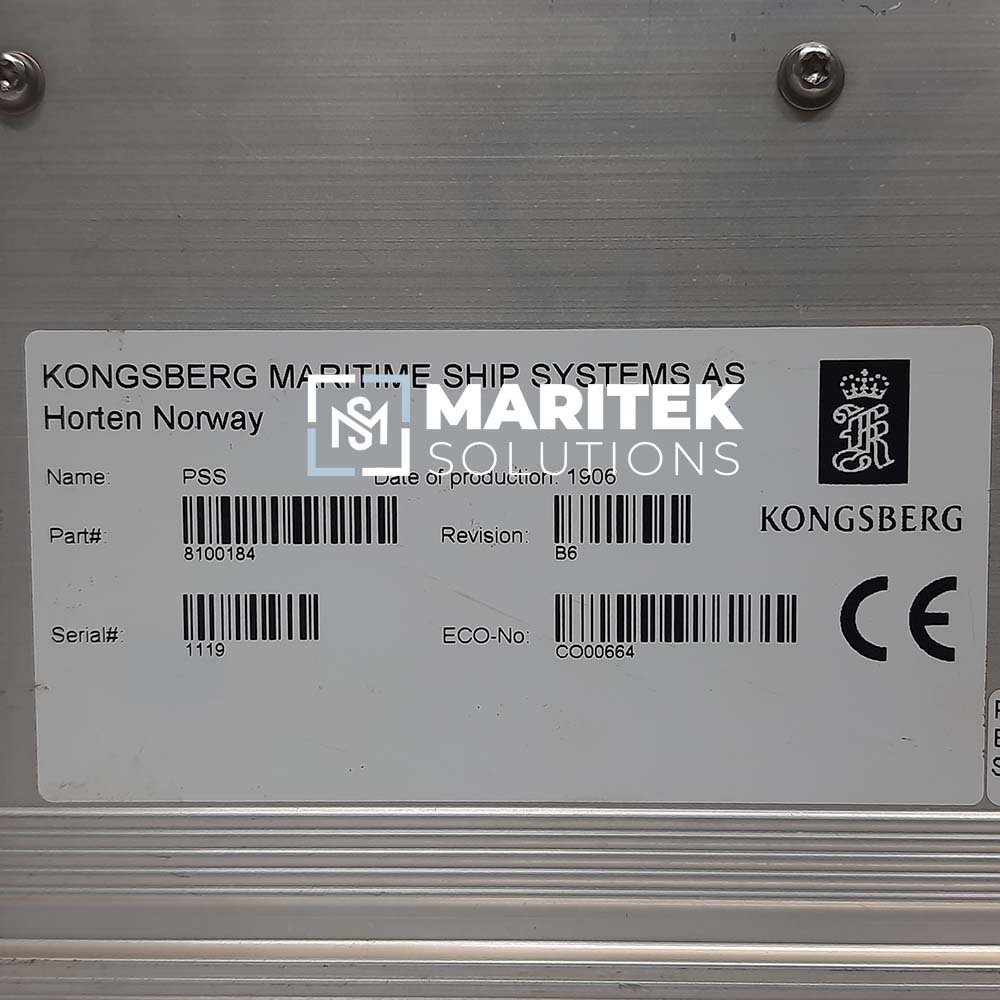 KONGSBERG MARITIME SHIP SYSTEMS AS
Horten Norway
MS MARITEK
SOLUTIONS
Name: PSS Date of production: 1906
Part#: 8100184 Revision: B6
KONGSBERG
Serial#: 1119 ECO-No: CO00664
CE